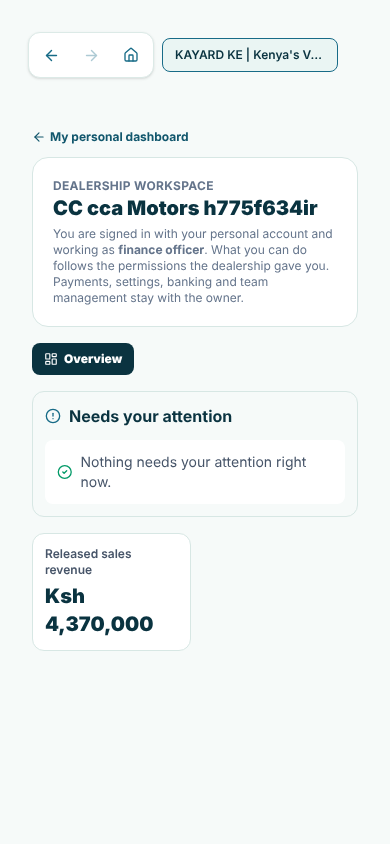 KAYARD KE | Kenya's V...
My personal dashboard
DEALERSHIP WORKSPACE
CC cca Motors h775f634ir
You are signed in with your personal account and
working as finance officer. What you can do
follows the permissions the dealership gave you.
Payments, settings, banking and team
management stay with the owner.
Overview
Needs your attention
Nothing needs your attention right
now.
Released sales
revenue
Ksh
4,370,000